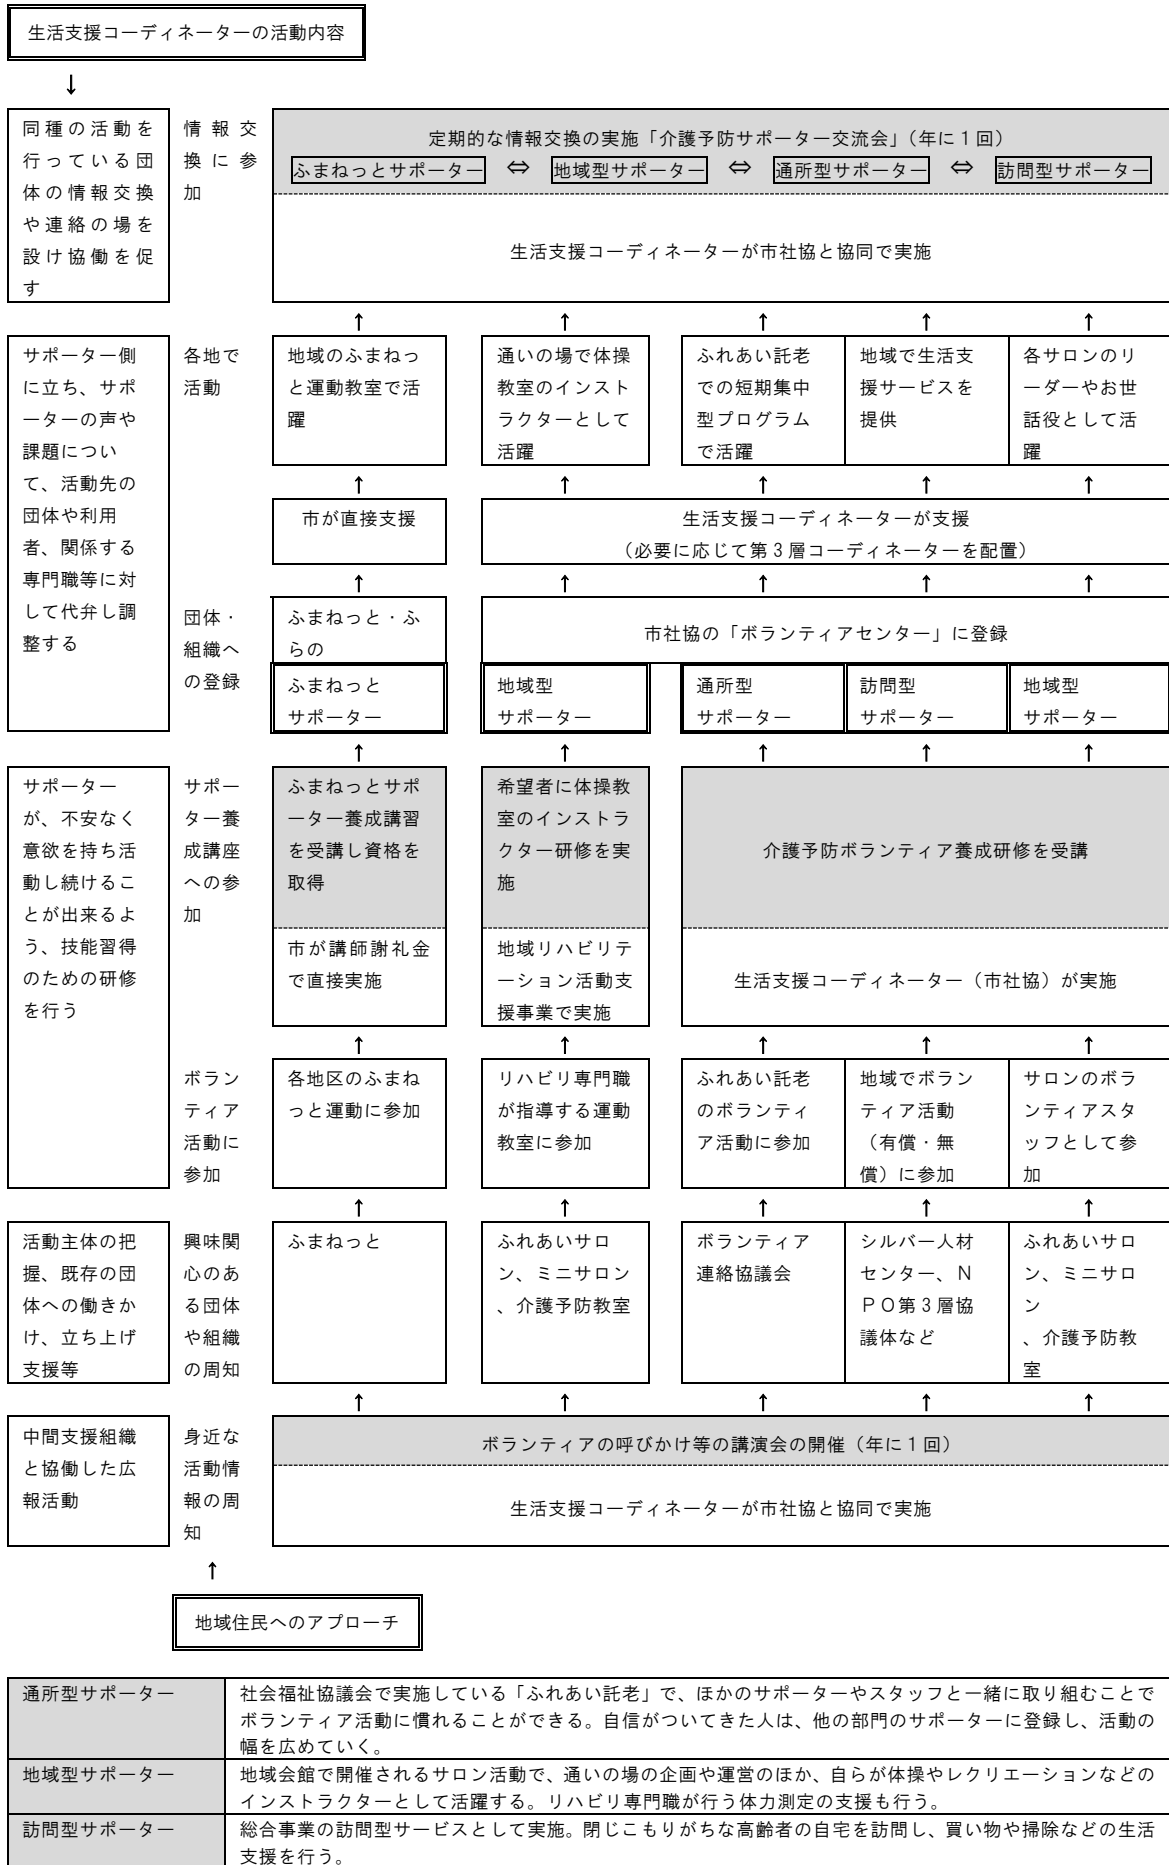 生活支援コーディネーターの活動内容
↓
同種の活動を
行っている団
体の情報交換
や連絡の場を
設け協働を促
す
情報交
換に参
加
定期的な情報交換の実施「介護予防サポーター交流会」（年に１回）
ふまねっとサポーター ⇔ 地域型サポーター ⇔ 通所型サポーター ⇔ 訪問型サポーター
生活支援コーディネーターが市社協と協同で実施
↑ ↑ ↑ ↑ ↑
サポーター側
に立ち、サポ
ーターの声や
課題につい
て、活動先の
団体や利用
者、関係する
専門職等に対
して代弁し調
整する
各地で
活動
地域のふまねっ
と運動教室で活
躍
通いの場で体操
教室のインスト
ラクターとして
活躍
ふれあい託老
での短期集中
型プログラム
で活躍
地域で生活支
援サービスを
提供
各サロンのリ
ーダーやお世
話役として活
躍
↑ ↑ ↑ ↑ ↑
市が直接支援
生活支援コーディネーターが支援
（必要に応じて第３層コーディネーターを配置）
↑ ↑ ↑ ↑ ↑
団体・
組織へ
の登録
ふまねっと・ふ
らの
市社協の「ボランティアセンター」に登録
ふまねっと
サポーター
地域型
サポーター
通所型
サポーター
訪問型
サポーター
地域型
サポーター
↑ ↑ ↑ ↑ ↑
サポーター
が、不安なく
意欲を持ち活
動し続けるこ
とが出来るよ
う、技能習得
のための研修
を行う
サポー
ター養
成講座
への参
加
ふまねっとサポ
ーター養成講習
を受講し資格を
取得
市が講師謝礼金
で直接実施
希望者に体操教
室のインストラ
クター研修を実
施
地域リハビリテ
ーション活動支
援事業で実施
介護予防ボランティア養成研修を受講
生活支援コーディネーター（市社協）が実施
↑ ↑ ↑ ↑ ↑
ボラン
ティア
活動に
参加
各地区のふまね
っと運動に参加
リハビリ専門職
が指導する運動
教室に参加
ふれあい託老
のボランティ
ア活動に参加
地域でボラン
ティア活動
（有償・無
償）に参加
サロンのボラ
ンティアスタ
ッフとして参
加
↑ ↑ ↑ ↑ ↑
活動主体の把
握、既存の団
体への働きか
け、立ち上げ
支援等
興味関
心のあ
る団体
や組織
の周知
ふまねっと
ふれあいサロ
ン、ミニサロン
、介護予防教室
ボランティア
連絡協議会
シルバー人材
センター、Ｎ
ＰＯ第３層協
議体など
ふれあいサロ
ン、ミニサロ
ン
、介護予防教
室
↑ ↑ ↑ ↑ ↑
中間支援組織
と協働した広
報活動
身近な
活動情
報の周
知
ボランティアの呼びかけ等の講演会の開催（年に１回）
生活支援コーディネーターが市社協と協同で実施
↑
地域住民へのアプローチ
通所型サポーター
社会福祉協議会で実施している「ふれあい託老」で、ほかのサポーターやスタッフと一緒に取り組むことで
ボランティア活動に慣れることができる。自信がついてきた人は、他の部門のサポーターに登録し、活動の
幅を広めていく。
地域型サポーター
地域会館で開催されるサロン活動で、通いの場の企画や運営のほか、自らが体操やレクリエーションなどの
インストラクターとして活躍する。リハビリ専門職が行う体力測定の支援も行う。
訪問型サポーター
総合事業の訪問型サービスとして実施。閉じこもりがちな高齢者の自宅を訪問し、買い物や掃除などの生活
支援を行う。